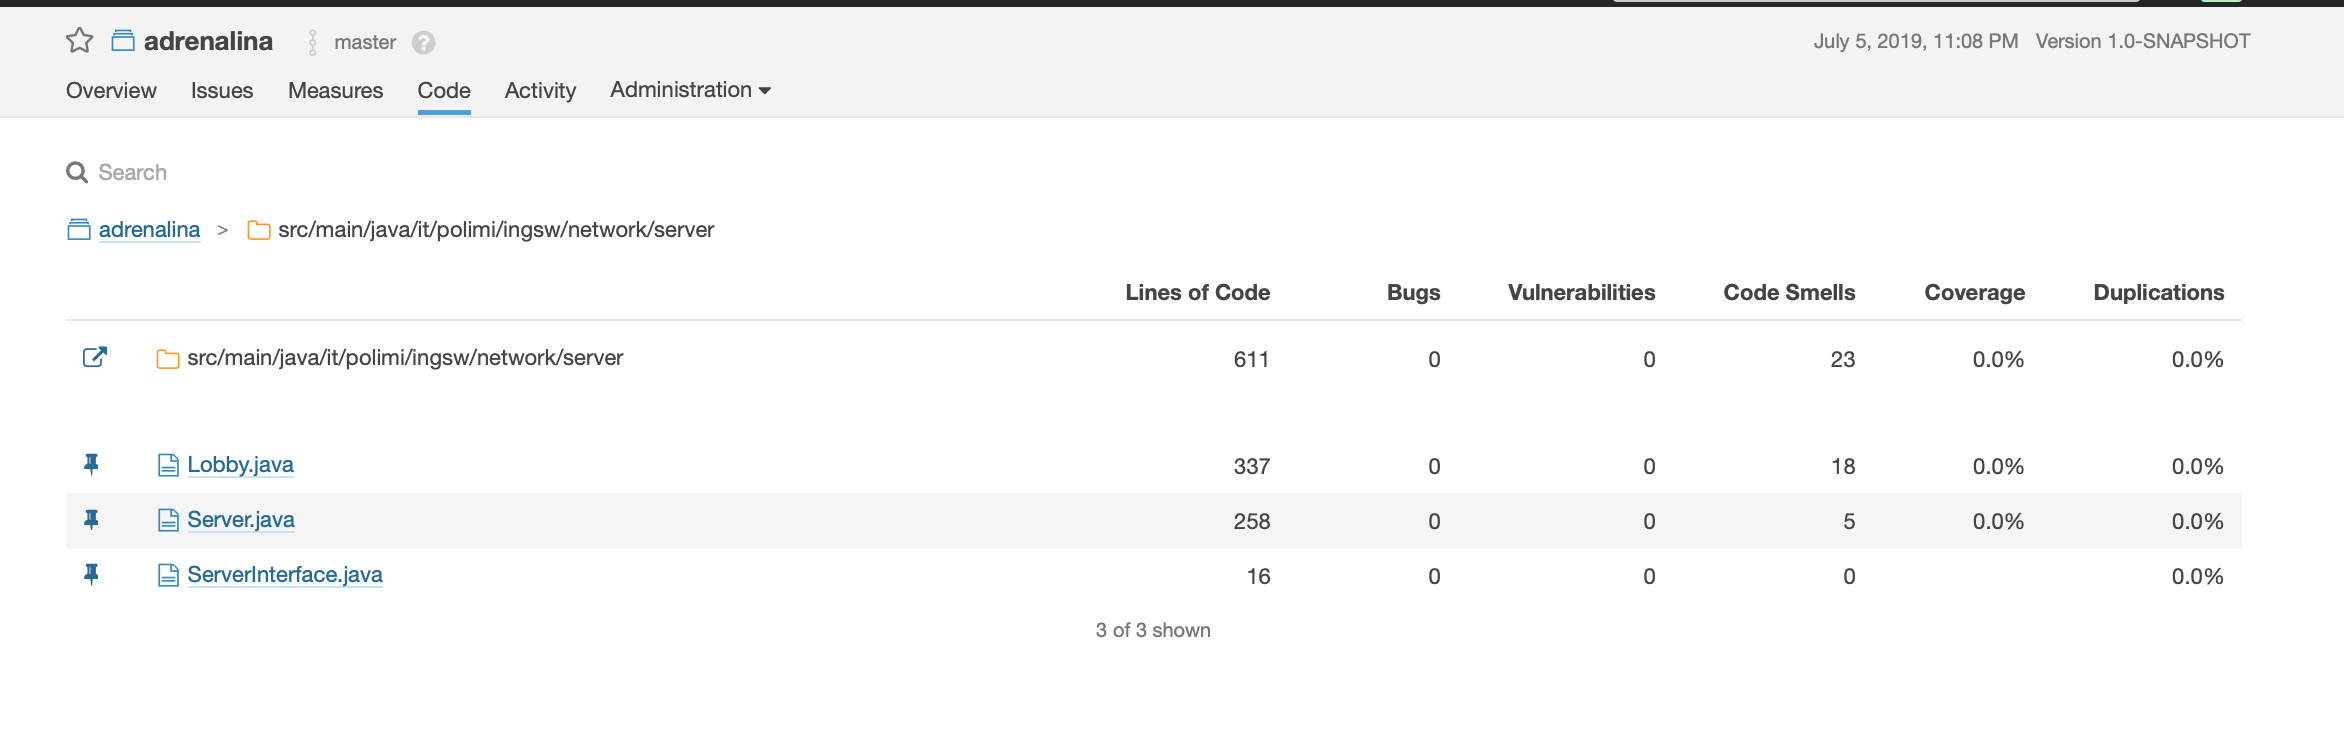 adrenalina master ? July 5, 2019, 11:08 PM Version 1.0-SNAPSHOT
Overview Issues Measures Code Activity Administration
Search
adrenalina > src/main/java/it/polimi/ingsw/network/server
Lines of Code Bugs Vulnerabilities Code Smells Coverage Duplications
src/main/java/it/polimi/ingsw/network/server 611 0 0 23 0.0% 0.0%
Lobby.java 337 0 0 18 0.0% 0.0%
Server.java 258 0 0 5 0.0% 0.0%
ServerInterface.java 16 0 0 0 0.0%
3 of 3 shown